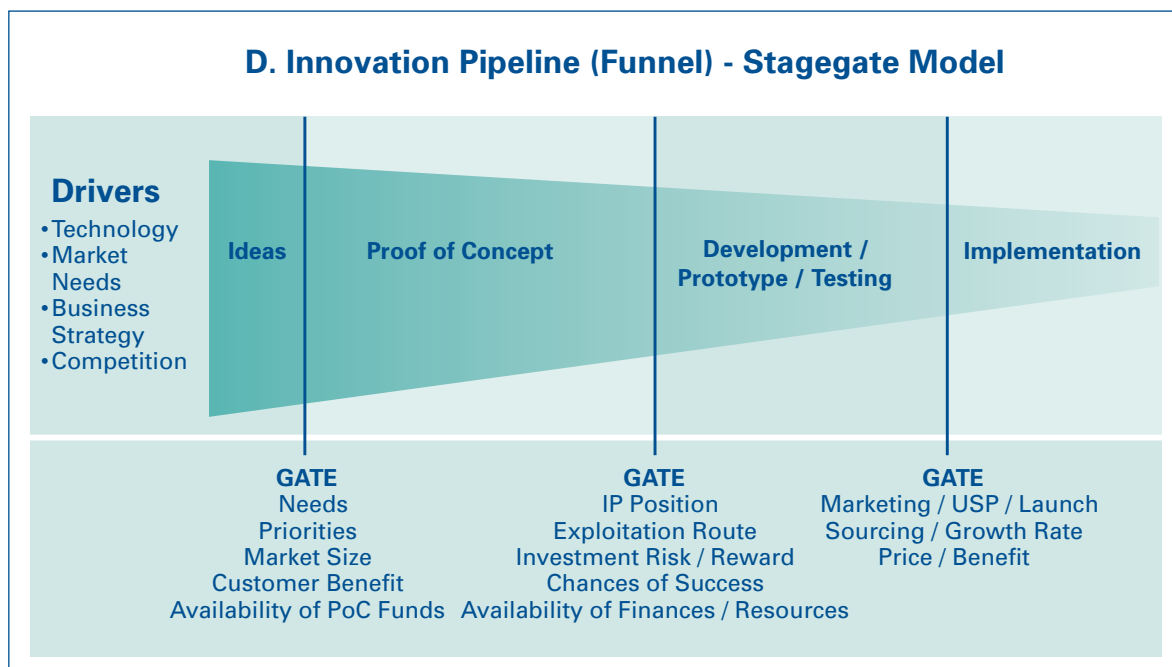 D. Innovation Pipeline (Funnel) - Stagegate Model
Drivers
•Technology
•Market
Needs
•Business
Strategy
•Competition
Ideas
Proof of Concept
Development /
Prototype / Testing
Implementation
GATE
Needs
Priorities
Market Size
Customer Benefit
Availability of PoC Funds
GATE
IP Position
Exploitation Route
Investment Risk / Reward
Chances of Success
Availability of Finances / Resources
GATE
Marketing / USP / Launch
Sourcing / Growth Rate
Price / Benefit